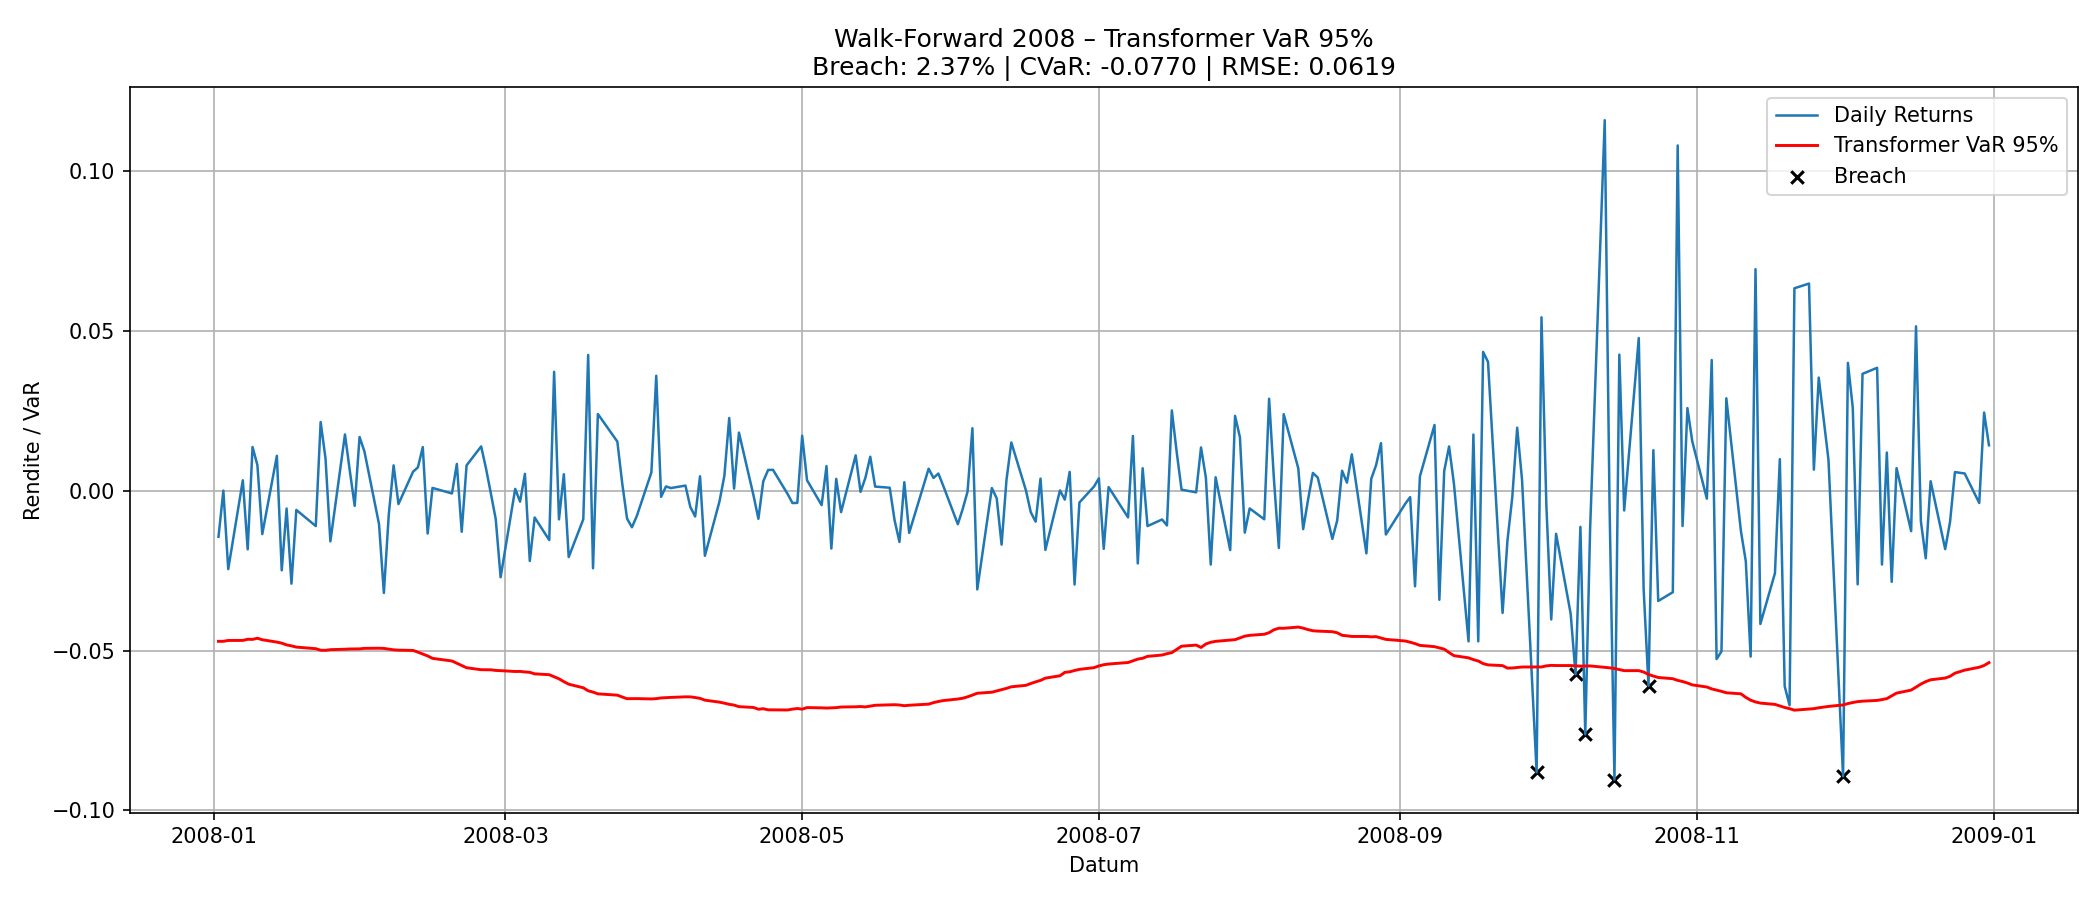 Walk-Forward 2008 – Transformer VaR 95%
Breach: 2.37% | CVaR: -0.0770 | RMSE: 0.0619
Daily Returns
Transformer VaR 95%
Breach
Rendite / VaR
0.10
0.05
0.00
−0.05
−0.10
2008-01
2008-03
2008-05
2008-07
2008-09
2008-11
2009-01
Datum